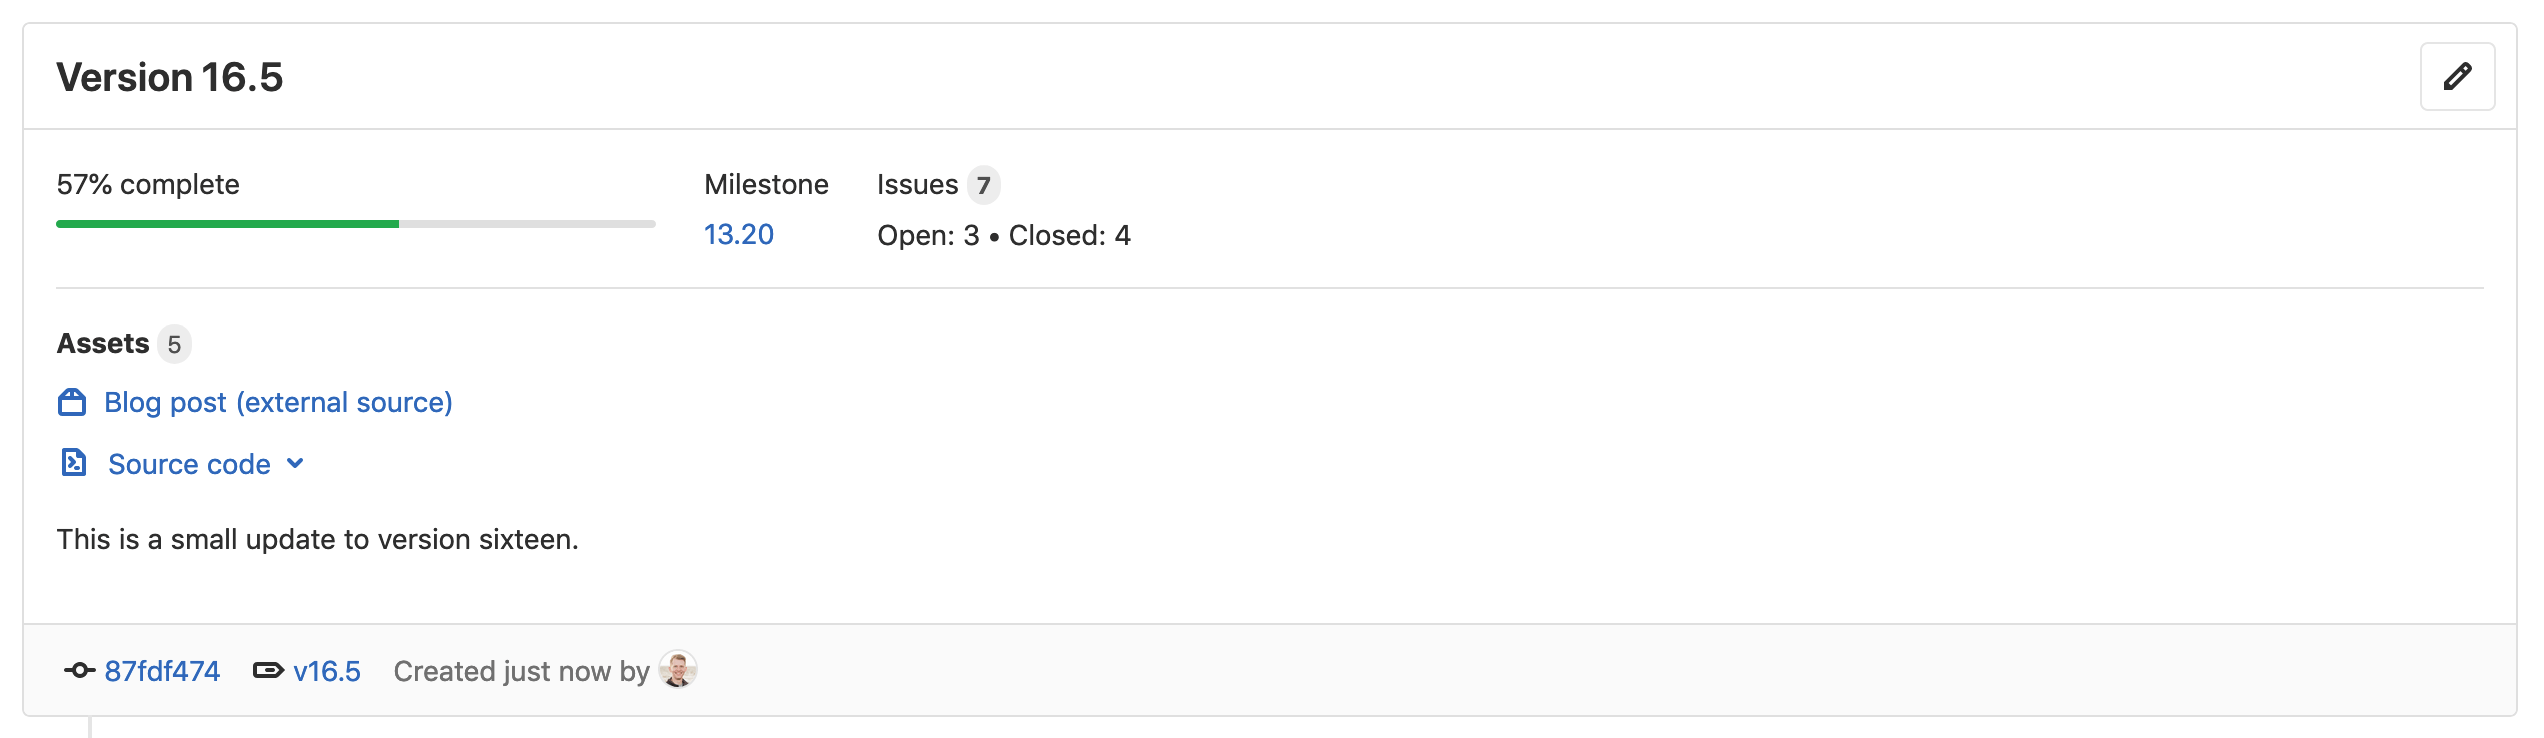 Version 16.5
57% complete
Milestone
13.20
Issues 7
Open: 3 • Closed: 4
Assets 5
Blog post (external source)
Source code
This is a small update to version sixteen.
87fdf474 v16.5 Created just now by